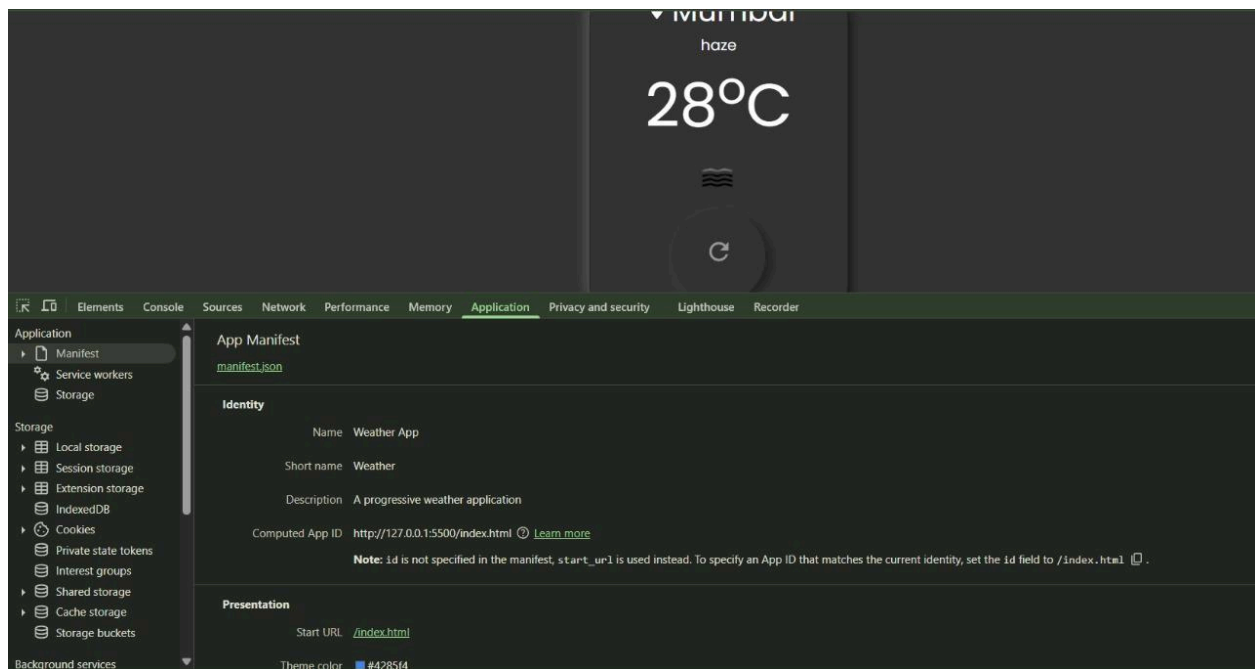 Mumbai
haze
28°C
Elements Console Sources Network Performance Memory Application Privacy and security Lighthouse Recorder
Application
Manifest
Service workers
Storage
Storage
Local storage
Session storage
Extension storage
IndexedDB
Cookies
Private state tokens
Interest groups
Shared storage
Cache storage
Storage buckets
Background services
App Manifest
manifest.json
Identity
Name Weather App
Short name Weather
Description A progressive weather application
Computed App ID http://127.0.0.1:5500/index.html Learn more
Note: id is not specified in the manifest, start_url is used instead. To specify an App ID that matches the current identity, set the id field to /index.html .
Presentation
Start URL /index.html
Theme color #4285f4